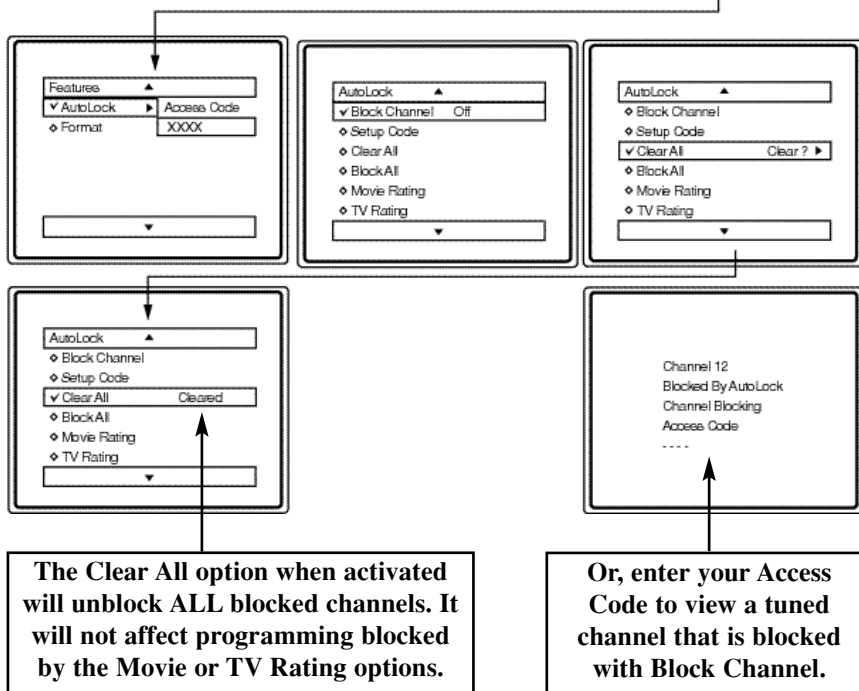 Features ▲
✓ AutoLock ▶ Access Code
◇ Format XXXX
▼
AutoLock ▲
✓ Block Channel Off
◇ Setup Code
◇ Clear All
◇ Block All
◇ Movie Rating
◇ TV Rating
▼
AutoLock ▲
◇ Block Channel
◇ Setup Code
✓ Clear All Clear ? ▶
◇ Block All
◇ Movie Rating
◇ TV Rating
▼
AutoLock ▲
◇ Block Channel
◇ Setup Code
✓ Clear All Cleared
◇ Block All
◇ Movie Rating
◇ TV Rating
▼
Channel 12
Blocked By AutoLock
Channel Blocking
Access Code
- - - -
The Clear All option when activated
will unblock ALL blocked channels. It
will not affect programming blocked
by the Movie or TV Rating options.
Or, enter your Access
Code to view a tuned
channel that is blocked
with Block Channel.